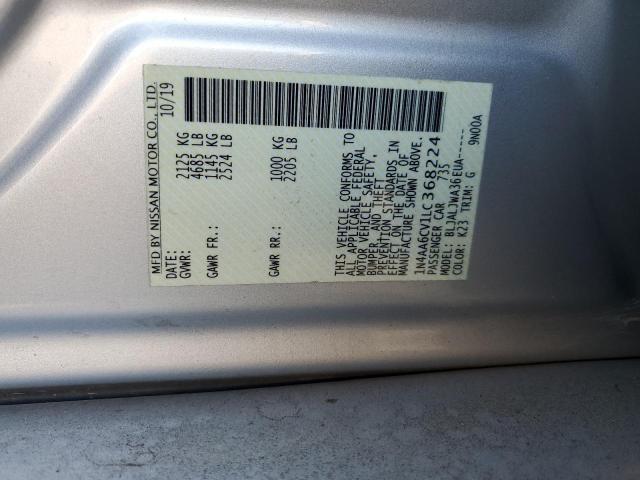 MFD BY NISSAN MOTOR CO., LTD.
DATE: 10/19
GVWR: 2125 KG
4685 LB
GAWR FR.: 1145 KG
2524 LB
GAWR RR.: 1000 KG
2205 LB
THIS VEHICLE CONFORMS TO
ALL APPLICABLE FEDERAL
MOTOR VEHICLE SAFETY,
BUMPER, AND THEFT
PREVENTION STANDARDS IN
EFFECT ON THE DATE OF
MANUFACTURE SHOWN ABOVE.
1N4AA6CV1LC368224
PASSENGER CAR 735
MODEL: BLJALJWA36EUA-----
COLOR: K23 TRIM: G 9N00A